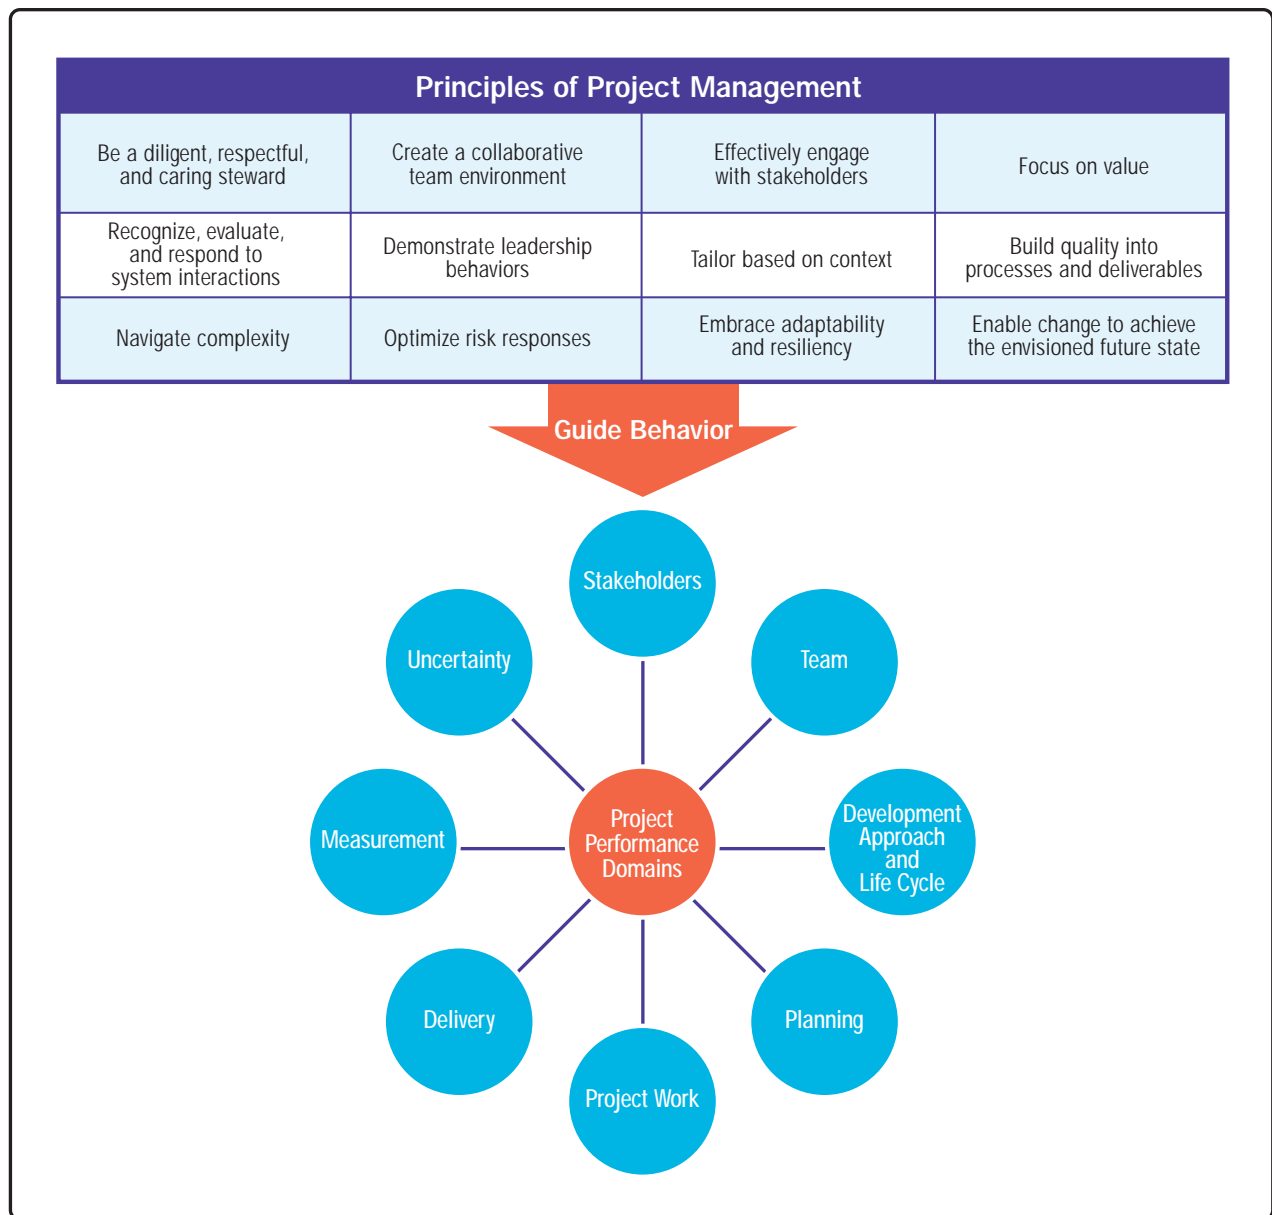 Principles of Project Management
Be a diligent, respectful,
and caring steward
Create a collaborative
team environment
Effectively engage
with stakeholders
Focus on value
Recognize, evaluate,
and respond to
system interactions
Demonstrate leadership
behaviors
Tailor based on context
Build quality into
processes and deliverables
Navigate complexity
Optimize risk responses
Embrace adaptability
and resiliency
Enable change to achieve
the envisioned future state
Guide Behavior
Stakeholders
Uncertainty
Team
Measurement
Project
Performance
Domains
Development
Approach
and
Life Cycle
Delivery
Planning
Project Work